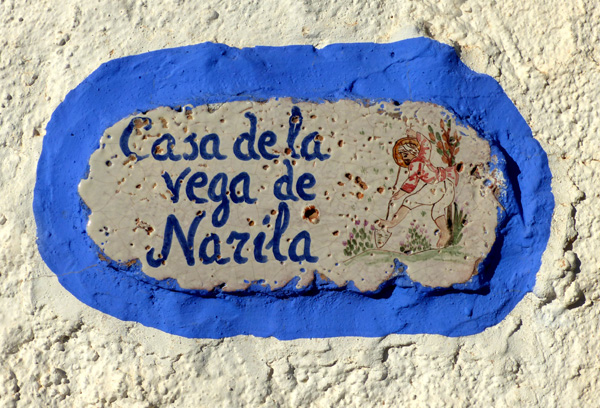 Casa de la
vega de
Narila